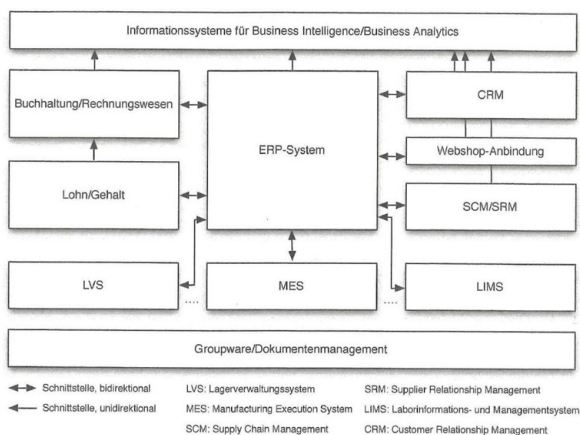 Informationssysteme für Business Intelligence/Business Analytics
Buchhaltung/Rechnungswesen
ERP-System
CRM
Webshop-Anbindung
Lohn/Gehalt
SCM/SRM
LVS
MES
LIMS
....
....
Groupware/Dokumentenmanagement
Schnittstelle, bidirektional
LVS: Lagerverwaltungssystem
SRM: Supplier Relationship Management
Schnittstelle, unidirektional
MES: Manufacturing Execution System
LIMS: Laborinformations- und Managementsystem
SCM: Supply Chain Management
CRM: Customer Relationship Management